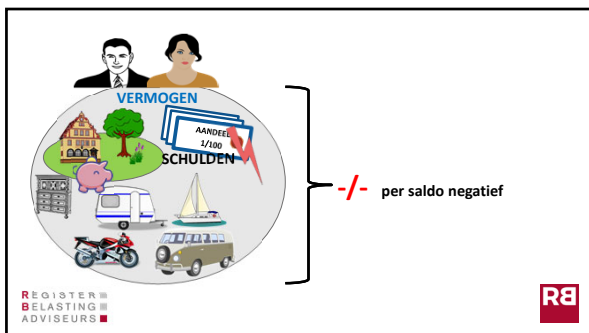 VERMOGEN
AANDEEL
1/100
SCHULDEN
-/- per saldo negatief
REGISTER
BELASTING
ADVISEURS
RB